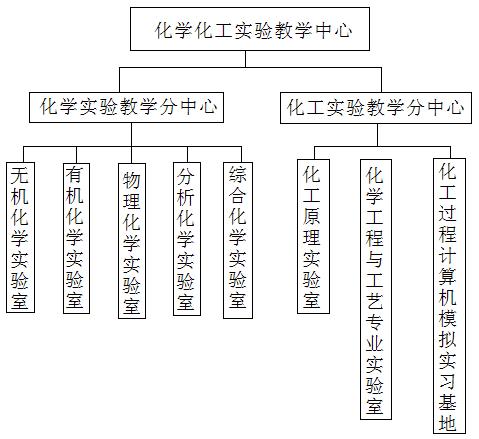 化学化工实验教学中心
化学实验教学分中心
化工实验教学分中心
无机化学实验室
有机化学实验室
物理化学实验室
分析化学实验室
综合化学实验室
化工原理实验室
化学工程与工艺专业实验室
化工过程计算机模拟实习基地